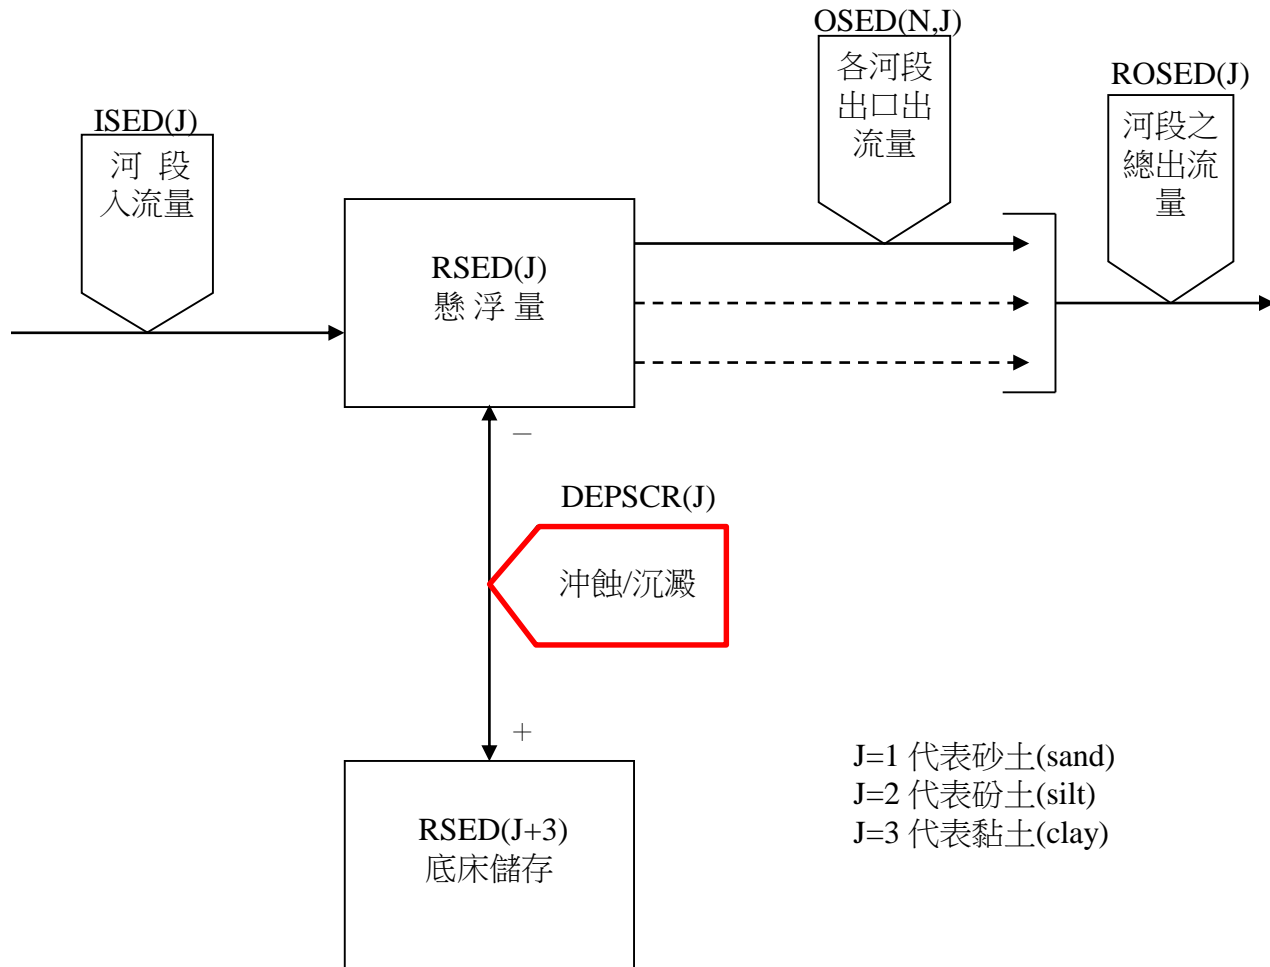 OSED(N,J)
各河段
出口出
流量
ROSED(J)
河段之
總出流
量
ISED(J)
河 段
入流量
RSED(J)
懸 浮 量
−
DEPSCR(J)
沖蝕/沉澱
+
RSED(J+3)
底床儲存
J=1 代表砂土(sand)
J=2 代表砏土(silt)
J=3 代表黏土(clay)